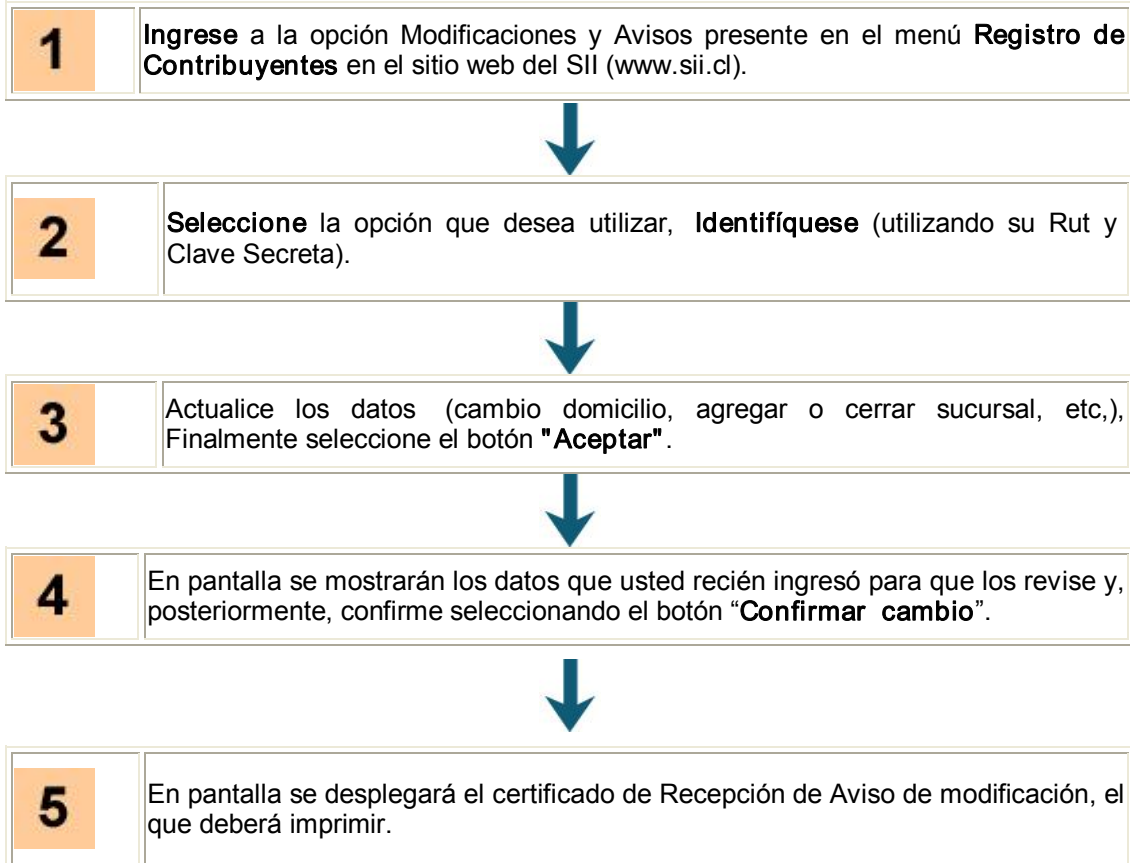 1
Ingrese a la opción Modificaciones y Avisos presente en el menú Registro de
Contribuyentes en el sitio web del SII (www.sii.cl).
2
Seleccione la opción que desea utilizar, Identifíquese (utilizando su Rut y
Clave Secreta).
3
Actualice los datos (cambio domicilio, agregar o cerrar sucursal, etc,),
Finalmente seleccione el botón "Aceptar".
4
En pantalla se mostrarán los datos que usted recién ingresó para que los revise y,
posteriormente, confirme seleccionando el botón “Confirmar cambio”.
5
En pantalla se desplegará el certificado de Recepción de Aviso de modificación, el
que deberá imprimir.